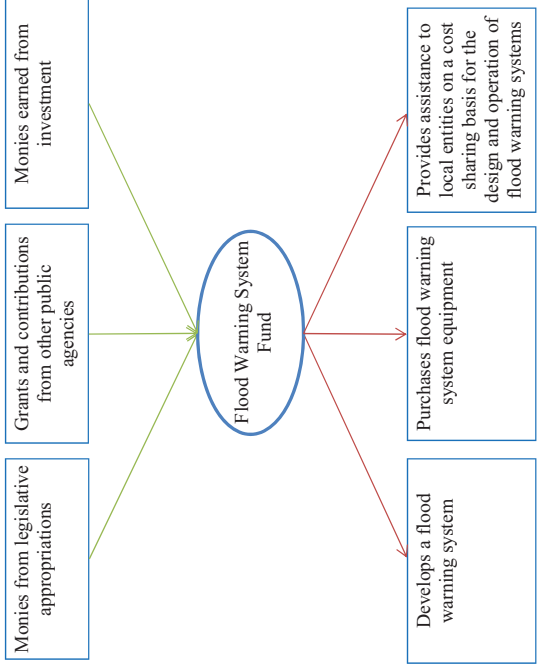 Monies from legislative
appropriations
Grants and contributions
from other public
agencies
Monies earned from
investment
Flood Warning System
Fund
Develops a flood
warning system
Purchases flood warning
system equipment
Provides assistance to
local entities on a cost
sharing basis for the
design and operation of
flood warning systems